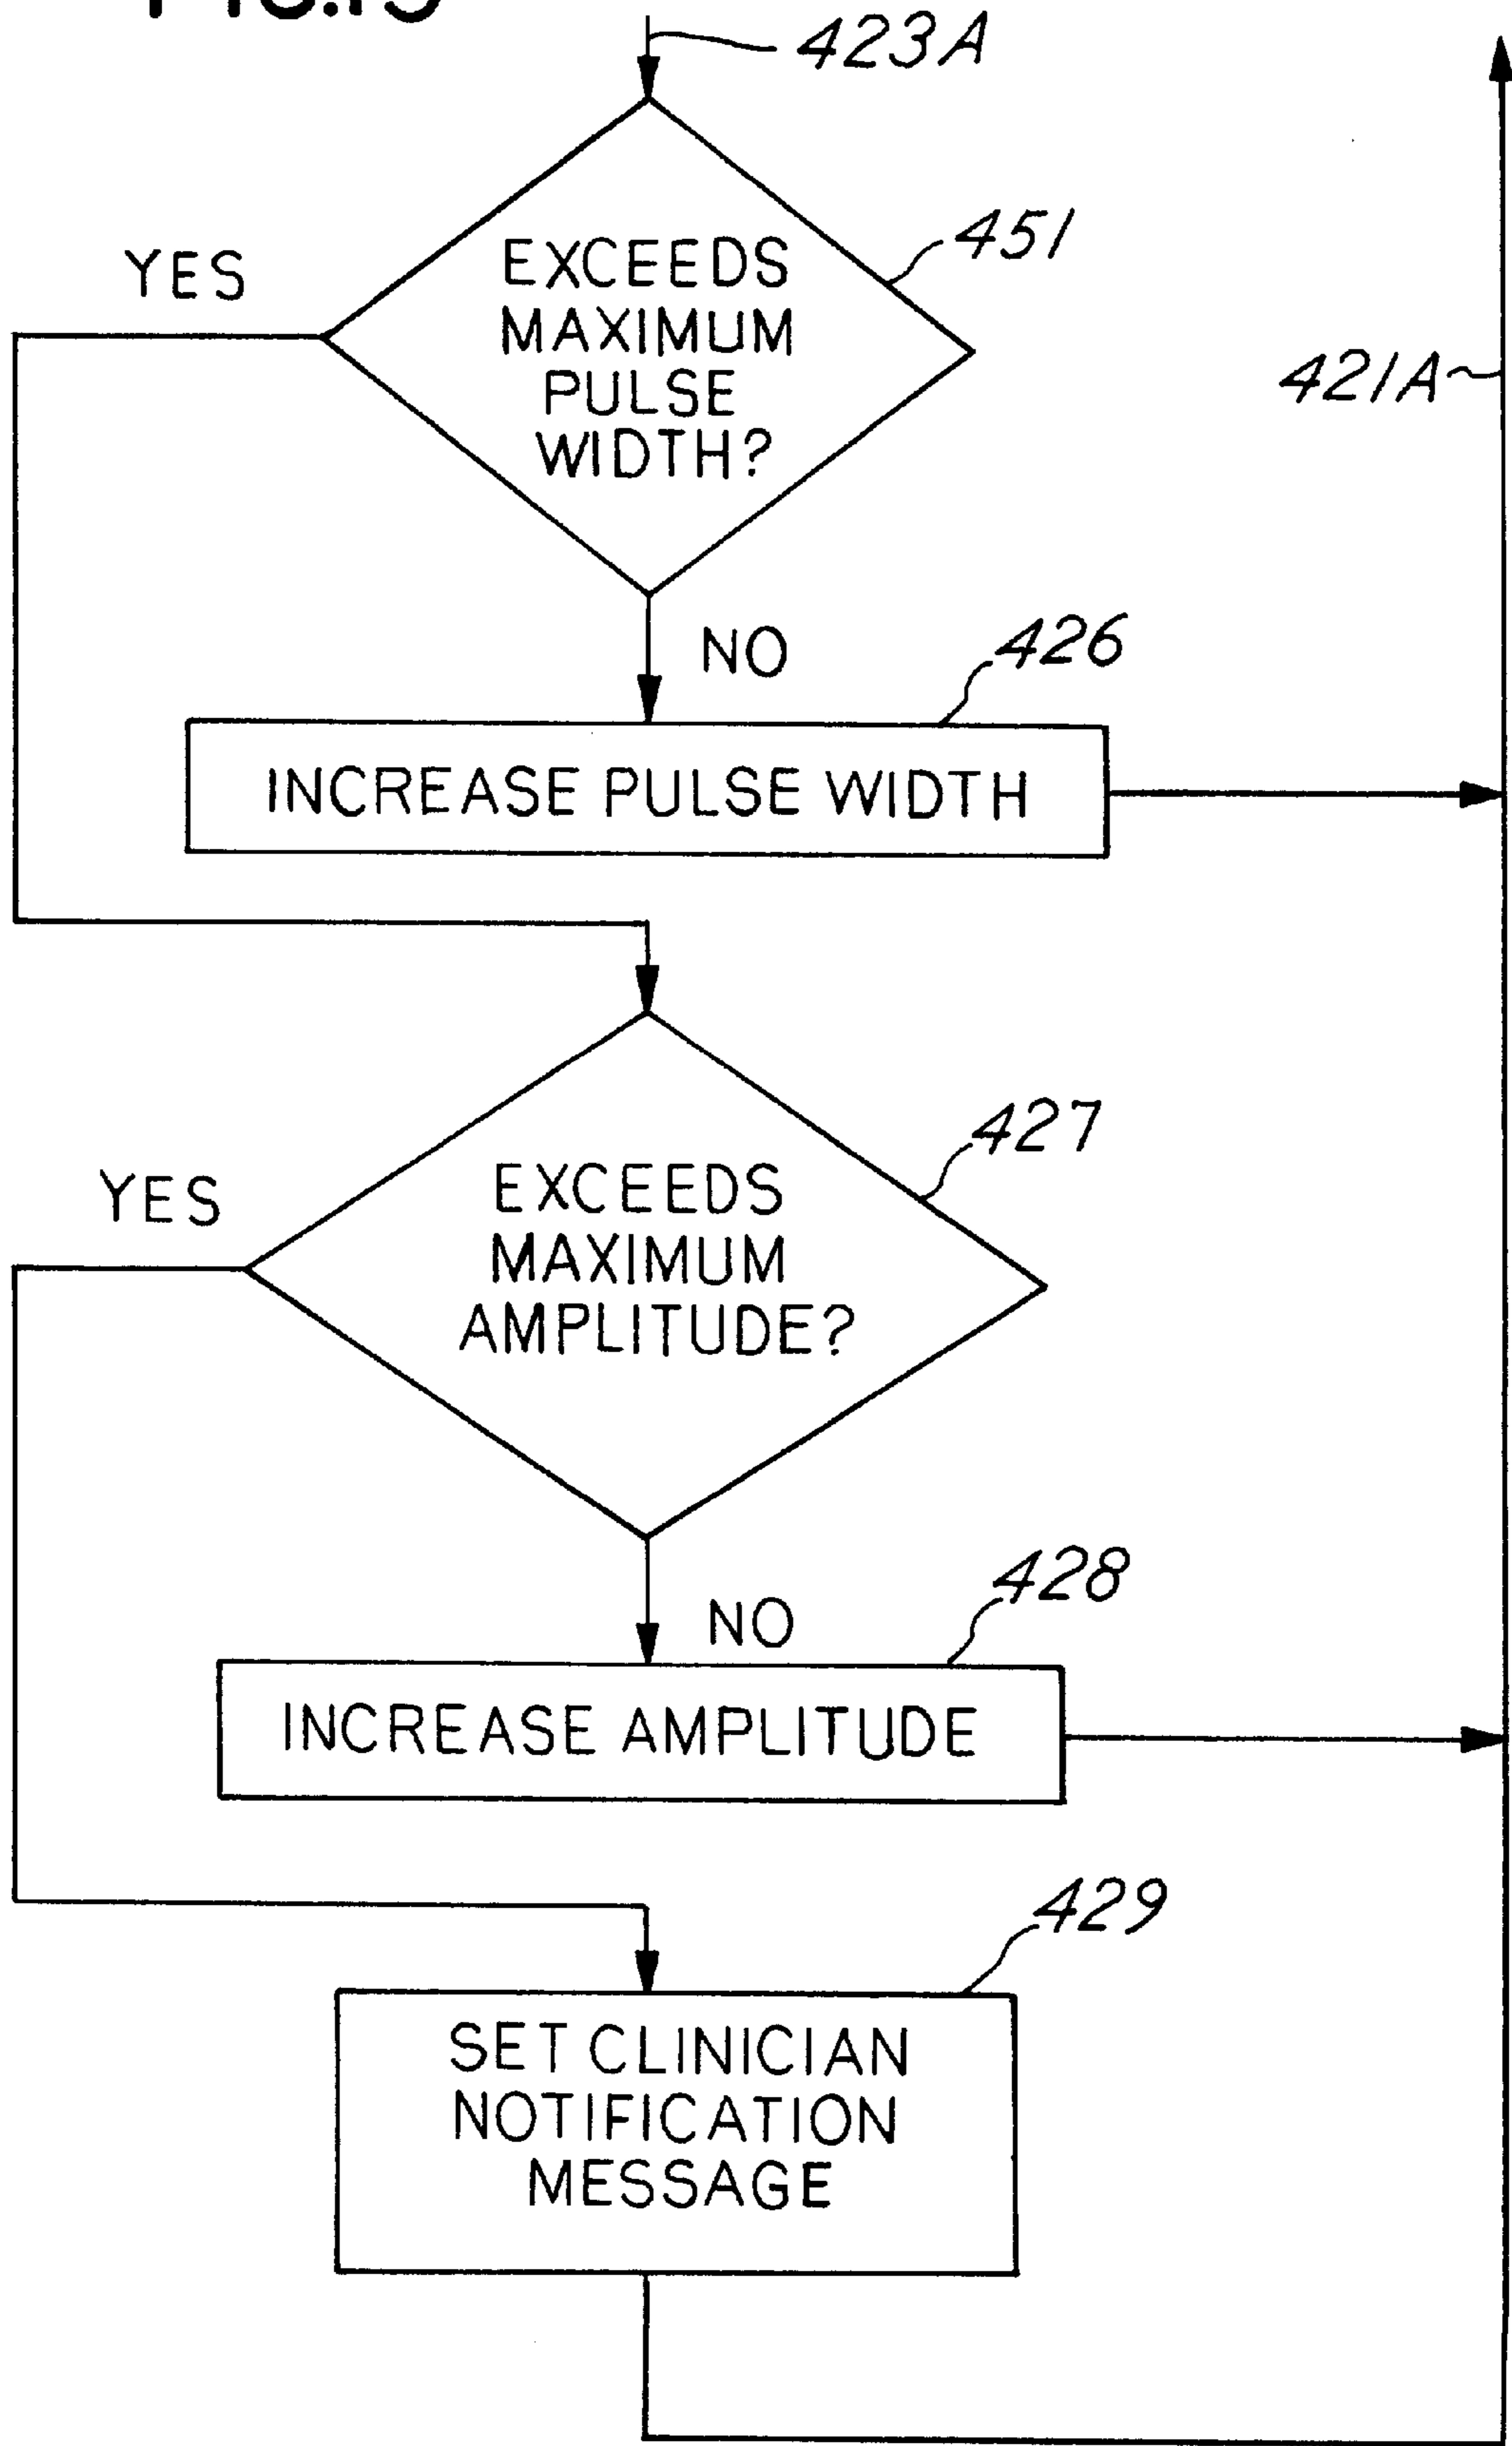 423A
451
YES
EXCEEDS
MAXIMUM
PULSE
WIDTH?
421A
NO
426
INCREASE PULSE WIDTH
427
YES
EXCEEDS
MAXIMUM
AMPLITUDE?
NO
428
INCREASE AMPLITUDE
429
SET CLINICIAN
NOTIFICATION
MESSAGE